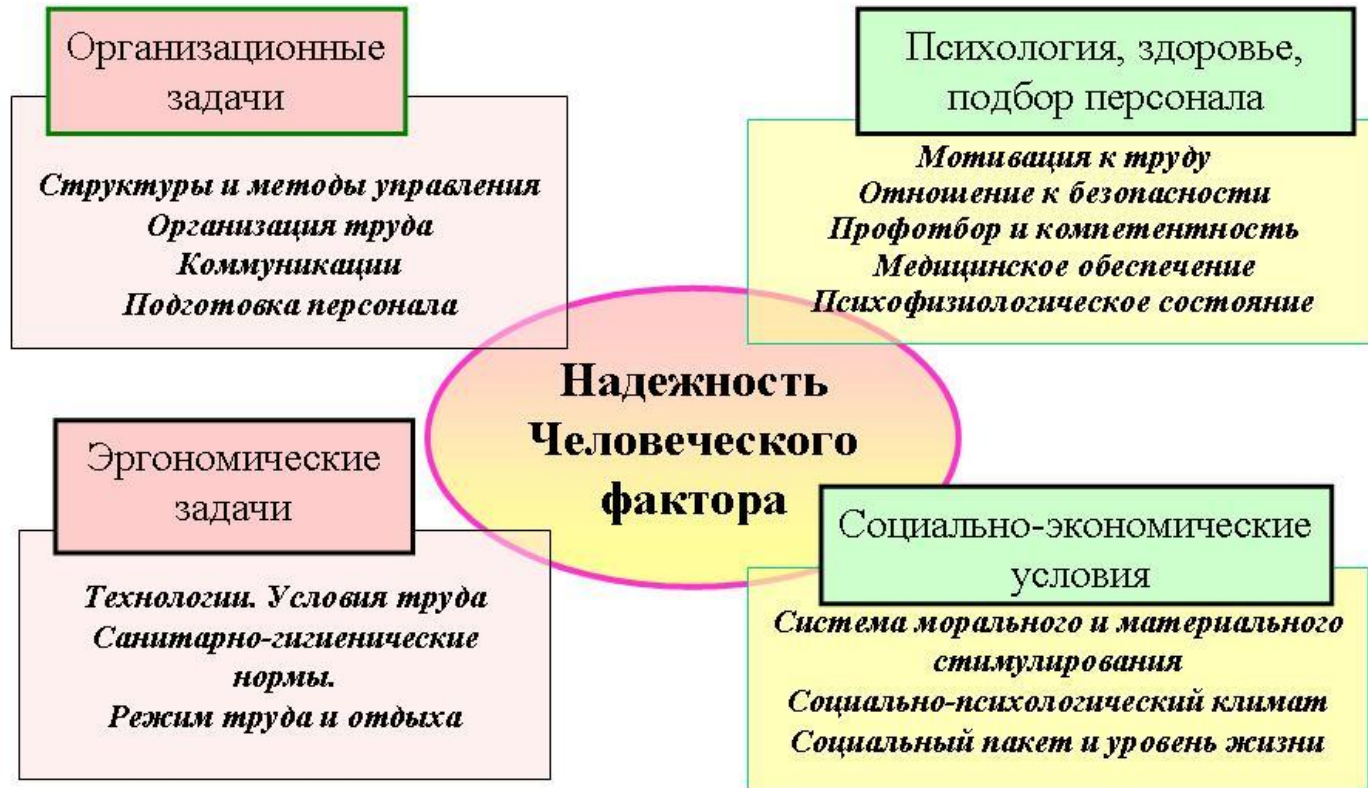 Организационные
задачи
Структуры и методы управления
Организация труда
Коммуникации
Подготовка персонала
Психология, здоровье,
подбор персонала
Мотивация к труду
Отношение к безопасности
Профотбор и компетентность
Медицинское обеспечение
Психофизиологическое состояние
Надежность
Человеческого
фактора
Эргономические
задачи
Технологии. Условия труда
Санитарно-гигиенические
нормы.
Режим труда и отдыха
Социально-экономические
условия
Система морального и материального
стимулирования
Социально-психологический климат
Социальный пакет и уровень жизни